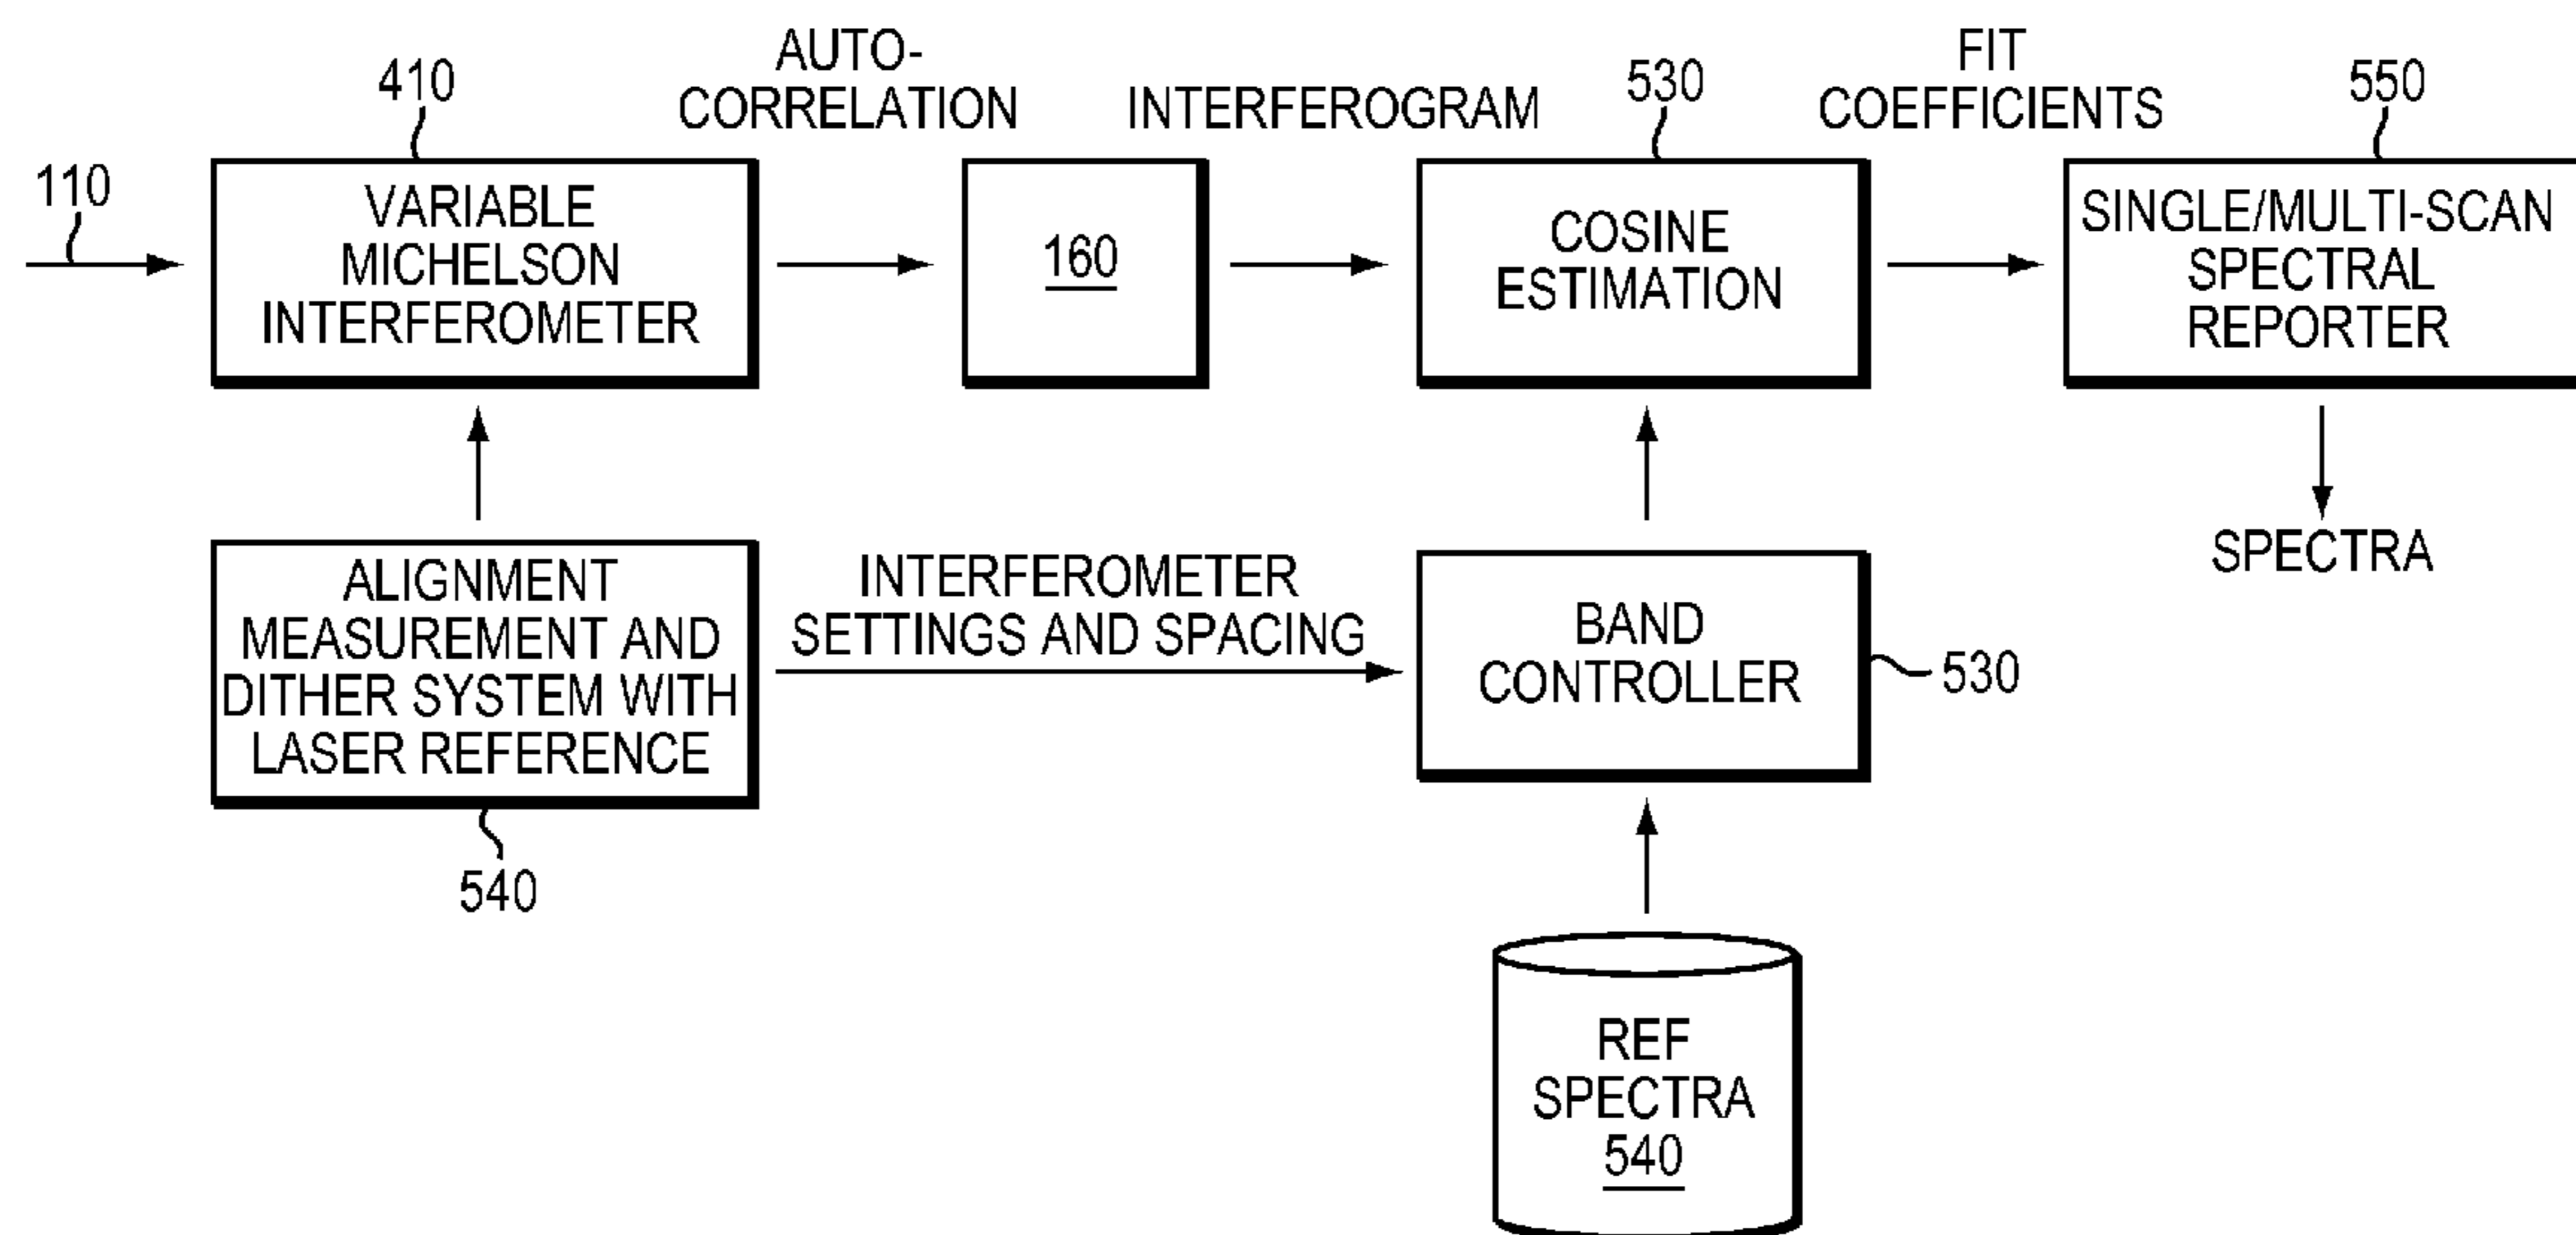 110
410
VARIABLE
MICHELSON
INTERFEROMETER
AUTO-
CORRELATION
160
INTERFEROGRAM
530
COSINE
ESTIMATION
FIT
COEFFICIENTS
550
SINGLE/MULTI-SCAN
SPECTRAL
REPORTER
SPECTRA
ALIGNMENT
MEASUREMENT AND
DITHER SYSTEM WITH
LASER REFERENCE
540
INTERFEROMETER
SETTINGS AND SPACING
BAND
CONTROLLER
530
REF
SPECTRA
540